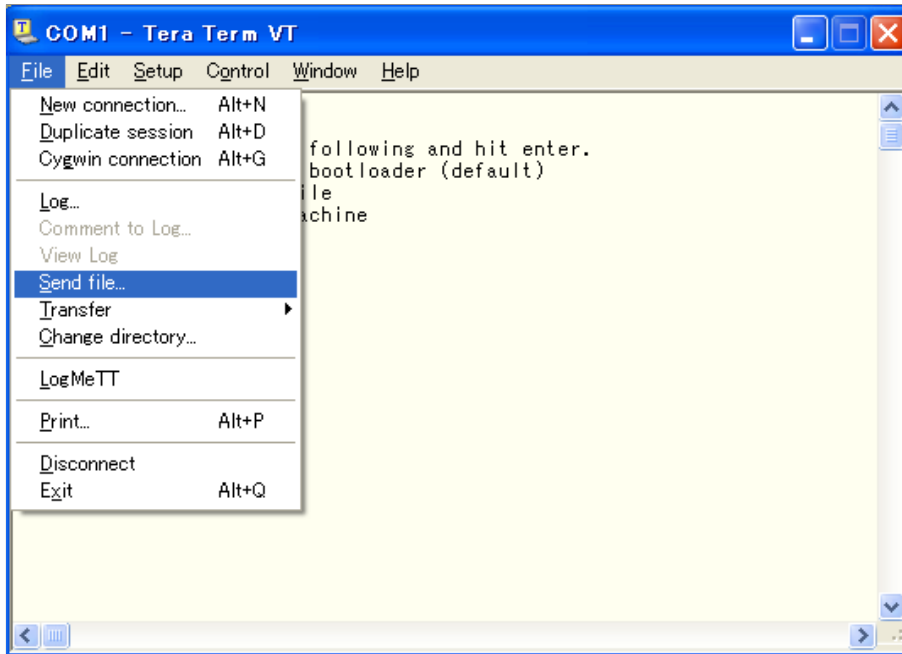 COM1 - Tera Term VT
File Edit Setup Control Window Help
New connection... Alt+N
Duplicate session Alt+D
Cygwin connection Alt+G
Log...
Comment to Log...
View Log
Send file...
Transfer
Change directory...
LogMeTT
Print... Alt+P
Disconnect
Exit Alt+Q
following and hit enter.
bootloader (default)
ile
achine